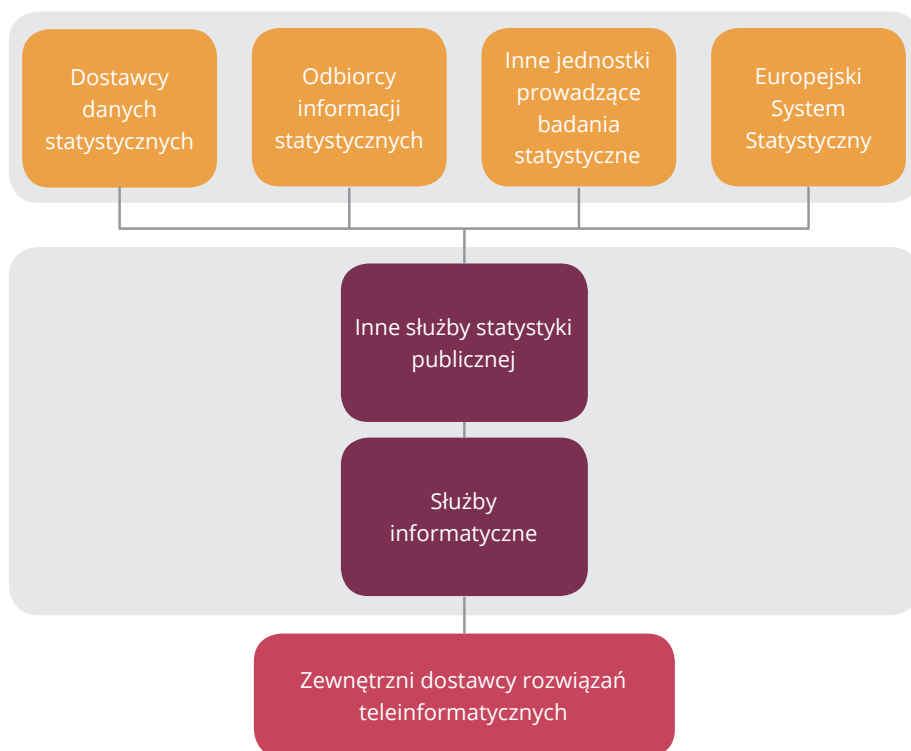 Dostawcy
danych
statystycznych
Odbiorcy
informacji
statystycznych
Inne jednostki
prowadzące
badania
statystyczne
Europejski
System
Statystyczny
Inne służby statystyki
publicznej
Służby
informatyczne
Zewnętrzni dostawcy rozwiązań
teleinformatycznych